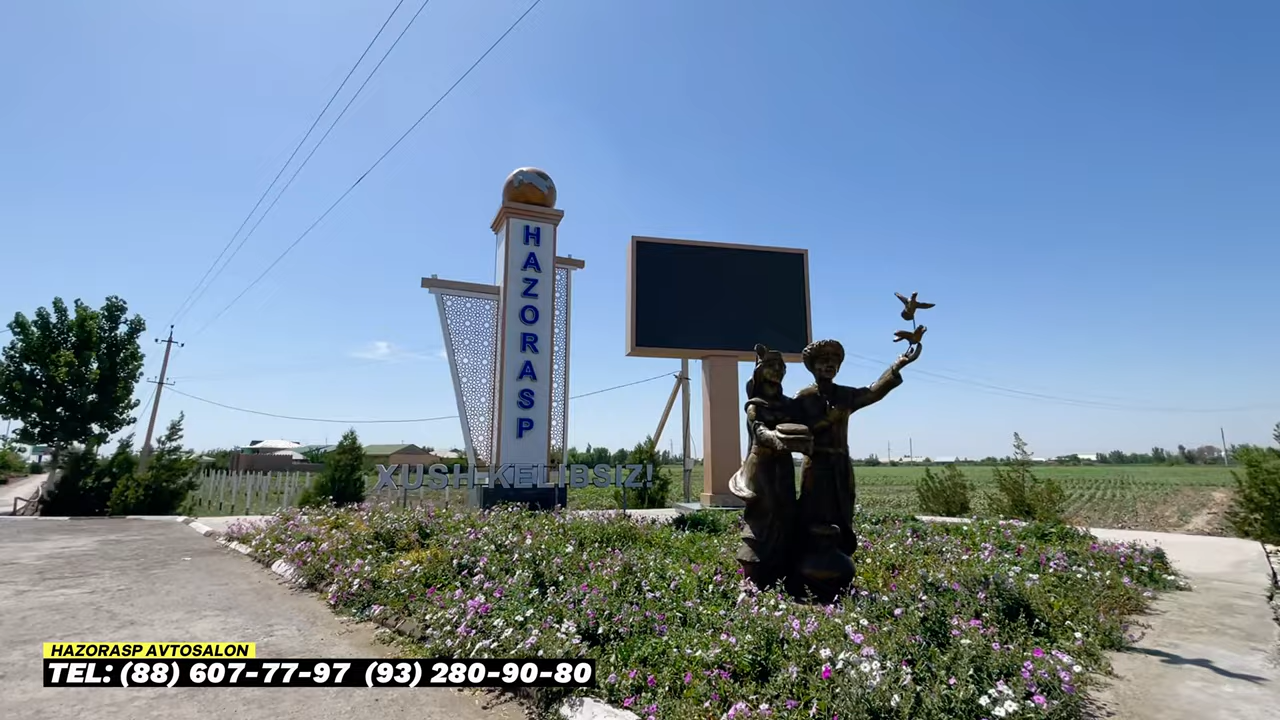 HAZORASP
XUSH KELIBSIZ!
HAZORASP AVTOSALON
TEL: (88) 607-77-97 (93) 280-90-80